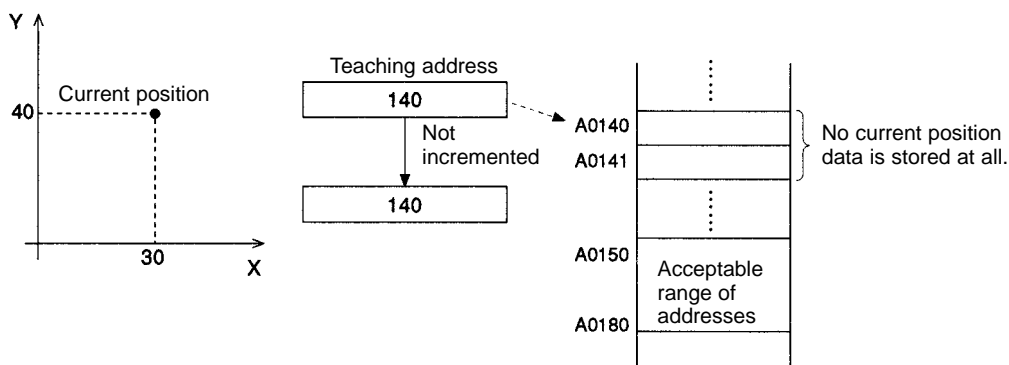 Y
Current position
40
30
X
Teaching address
140
Not
incremented
140
A0140
A0141
No current position
data is stored at all.
A0150
Acceptable
range of
addresses
A0180